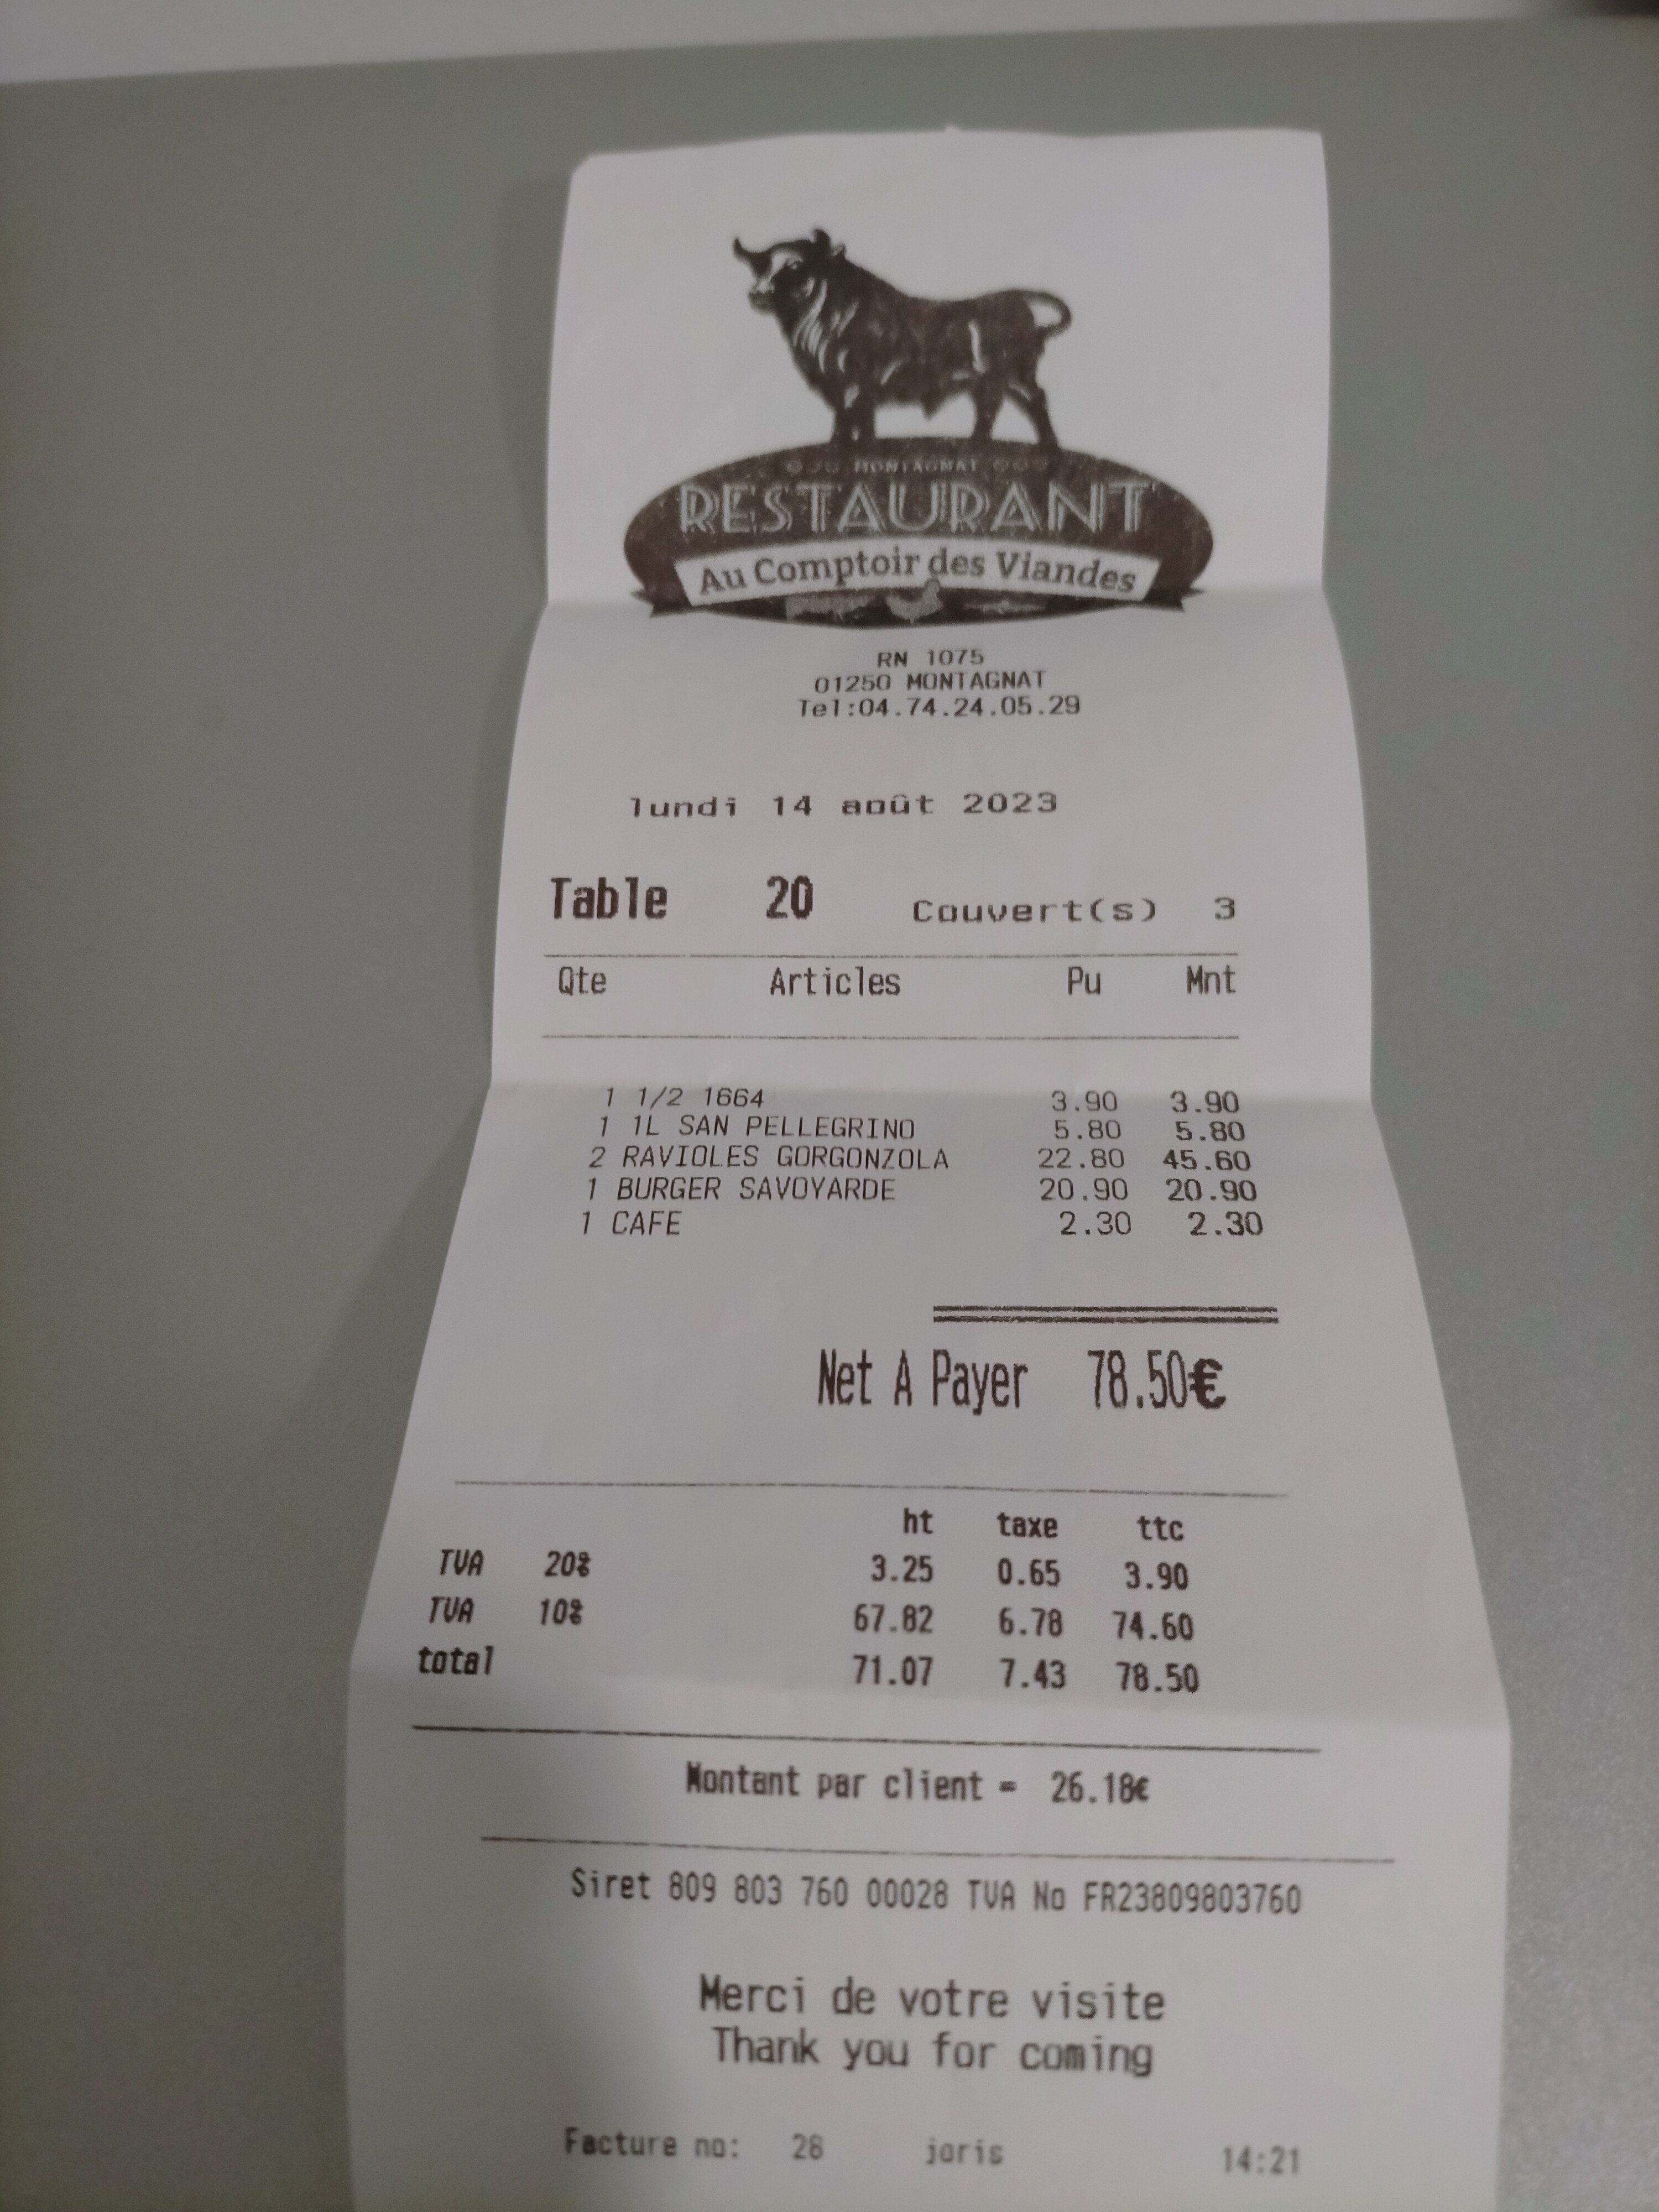 MONTAGNAT
RESTAURANT
Au Comptoir des Viandes
RN 1075
01250 MONTAGNAT
Tel:04.74.24.05.29
lundi 14 août 2023
Table 20 Couvert(s) 3
Qte Articles Pu Mnt
1 1/2 1664 3.90 3.90
1 1L SAN PELLEGRINO 5.80 5.80
2 RAVIOLES GORGONZOLA 22.80 45.60
1 BURGER SAVOYARDE 20.90 20.90
1 CAFE 2.30 2.30
Net A Payer 78.50€
ht taxe ttc
TVA 20% 3.25 0.65 3.90
TVA 10% 67.82 6.78 74.60
total 71.07 7.43 78.50
Montant par client = 26.18€
Siret 809 803 760 00028 TVA No FR23809803760
Merci de votre visite
Thank you for coming
Facture no: 28 joris 14:21